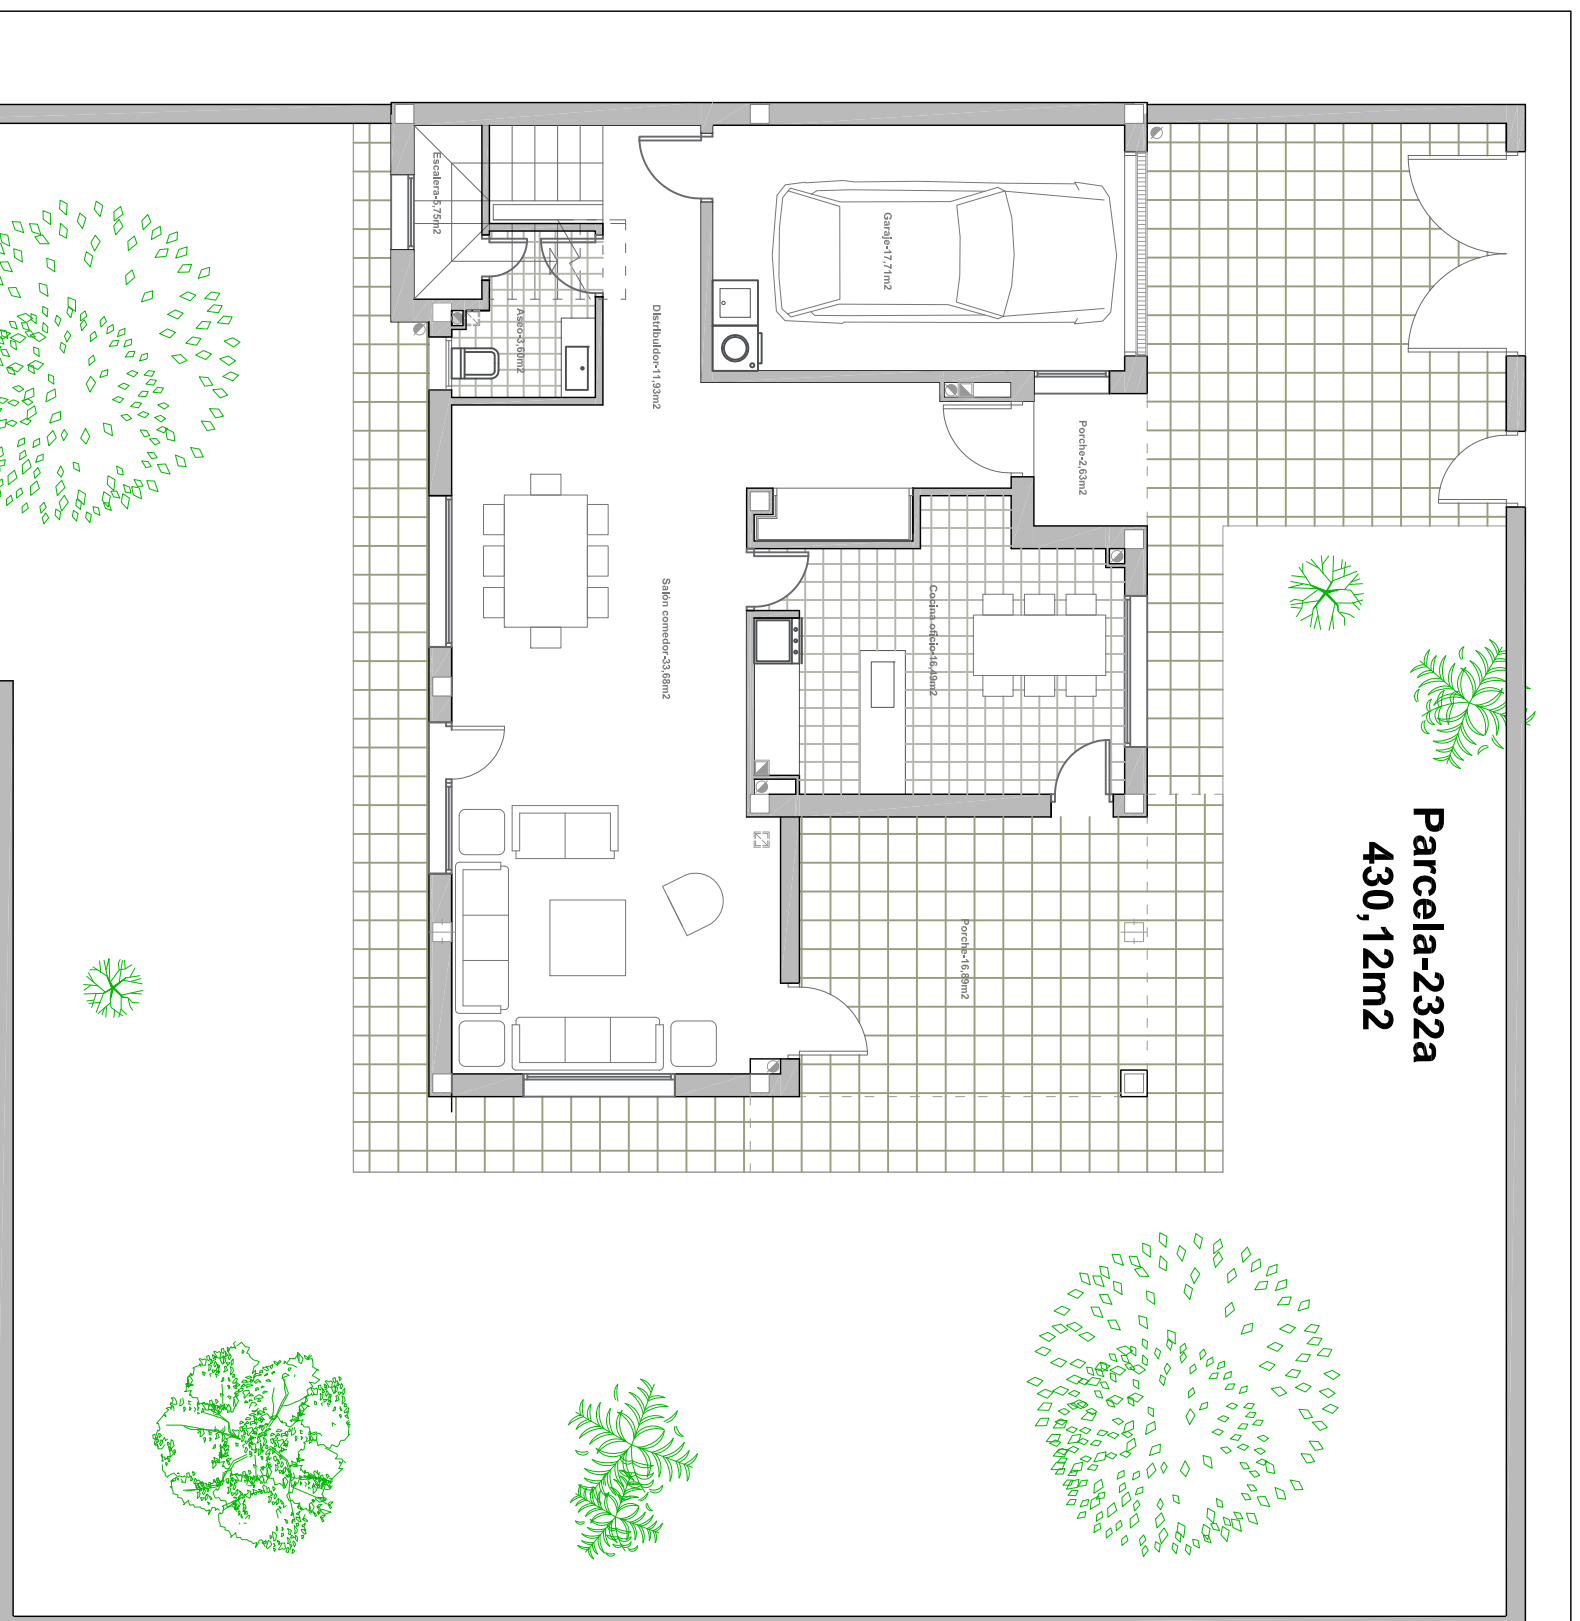 Parcela-232a
430,12m2
Escalera-5,75m2
Aseo-3,60m2
Distribuidor-11,93m2
Garaje-17,71m2
Porche-2,63m2
Salón comedor-33,68m2
Cocina oficio-16,49m2
Porche-16,89m2